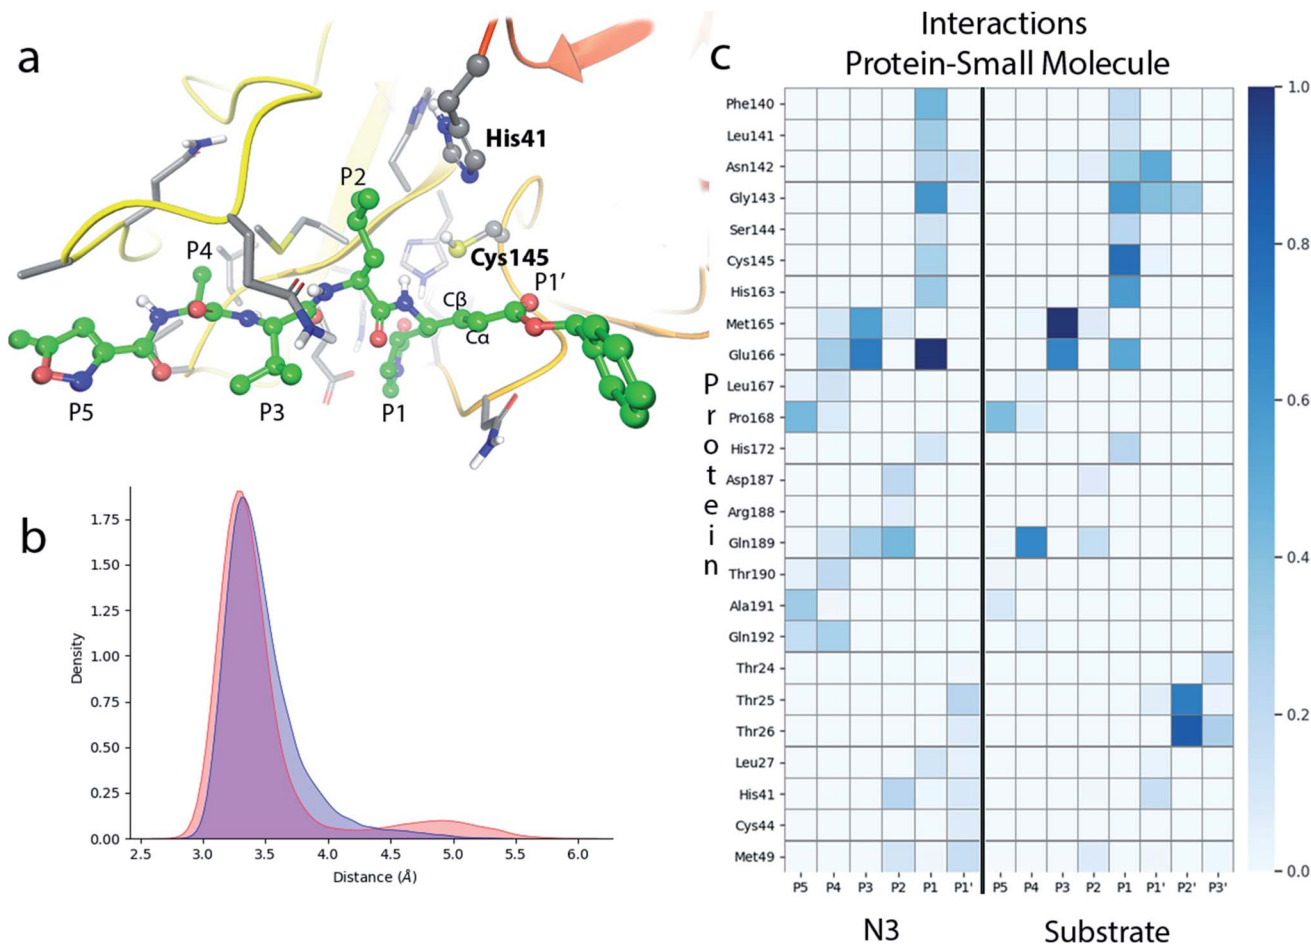 a
His41
P2
P4
Cys145
P1′
Cβ
Cα
P5
P3
P1
b
1.75
1.50
1.25
1.00
0.75
0.50
0.25
0.00
Density
2.5 3.0 3.5 4.0 4.5 5.0 5.5 6.0
Distance (Å)
c
Interactions
Protein-Small Molecule
Phe140
Leu141
Asn142
Gly143
Ser144
Cys145
His163
Met165
Glu166
Leu167
Pro168
His172
Asp187
Arg188
Gln189
Thr190
Ala191
Gln192
Thr24
Thr25
Thr26
Leu27
His41
Cys44
Met49
Protein
P5 P4 P3 P2 P1 P1' P5 P4 P3 P2 P1 P1' P2' P3'
N3 Substrate
1.0
0.8
0.6
0.4
0.2
0.0